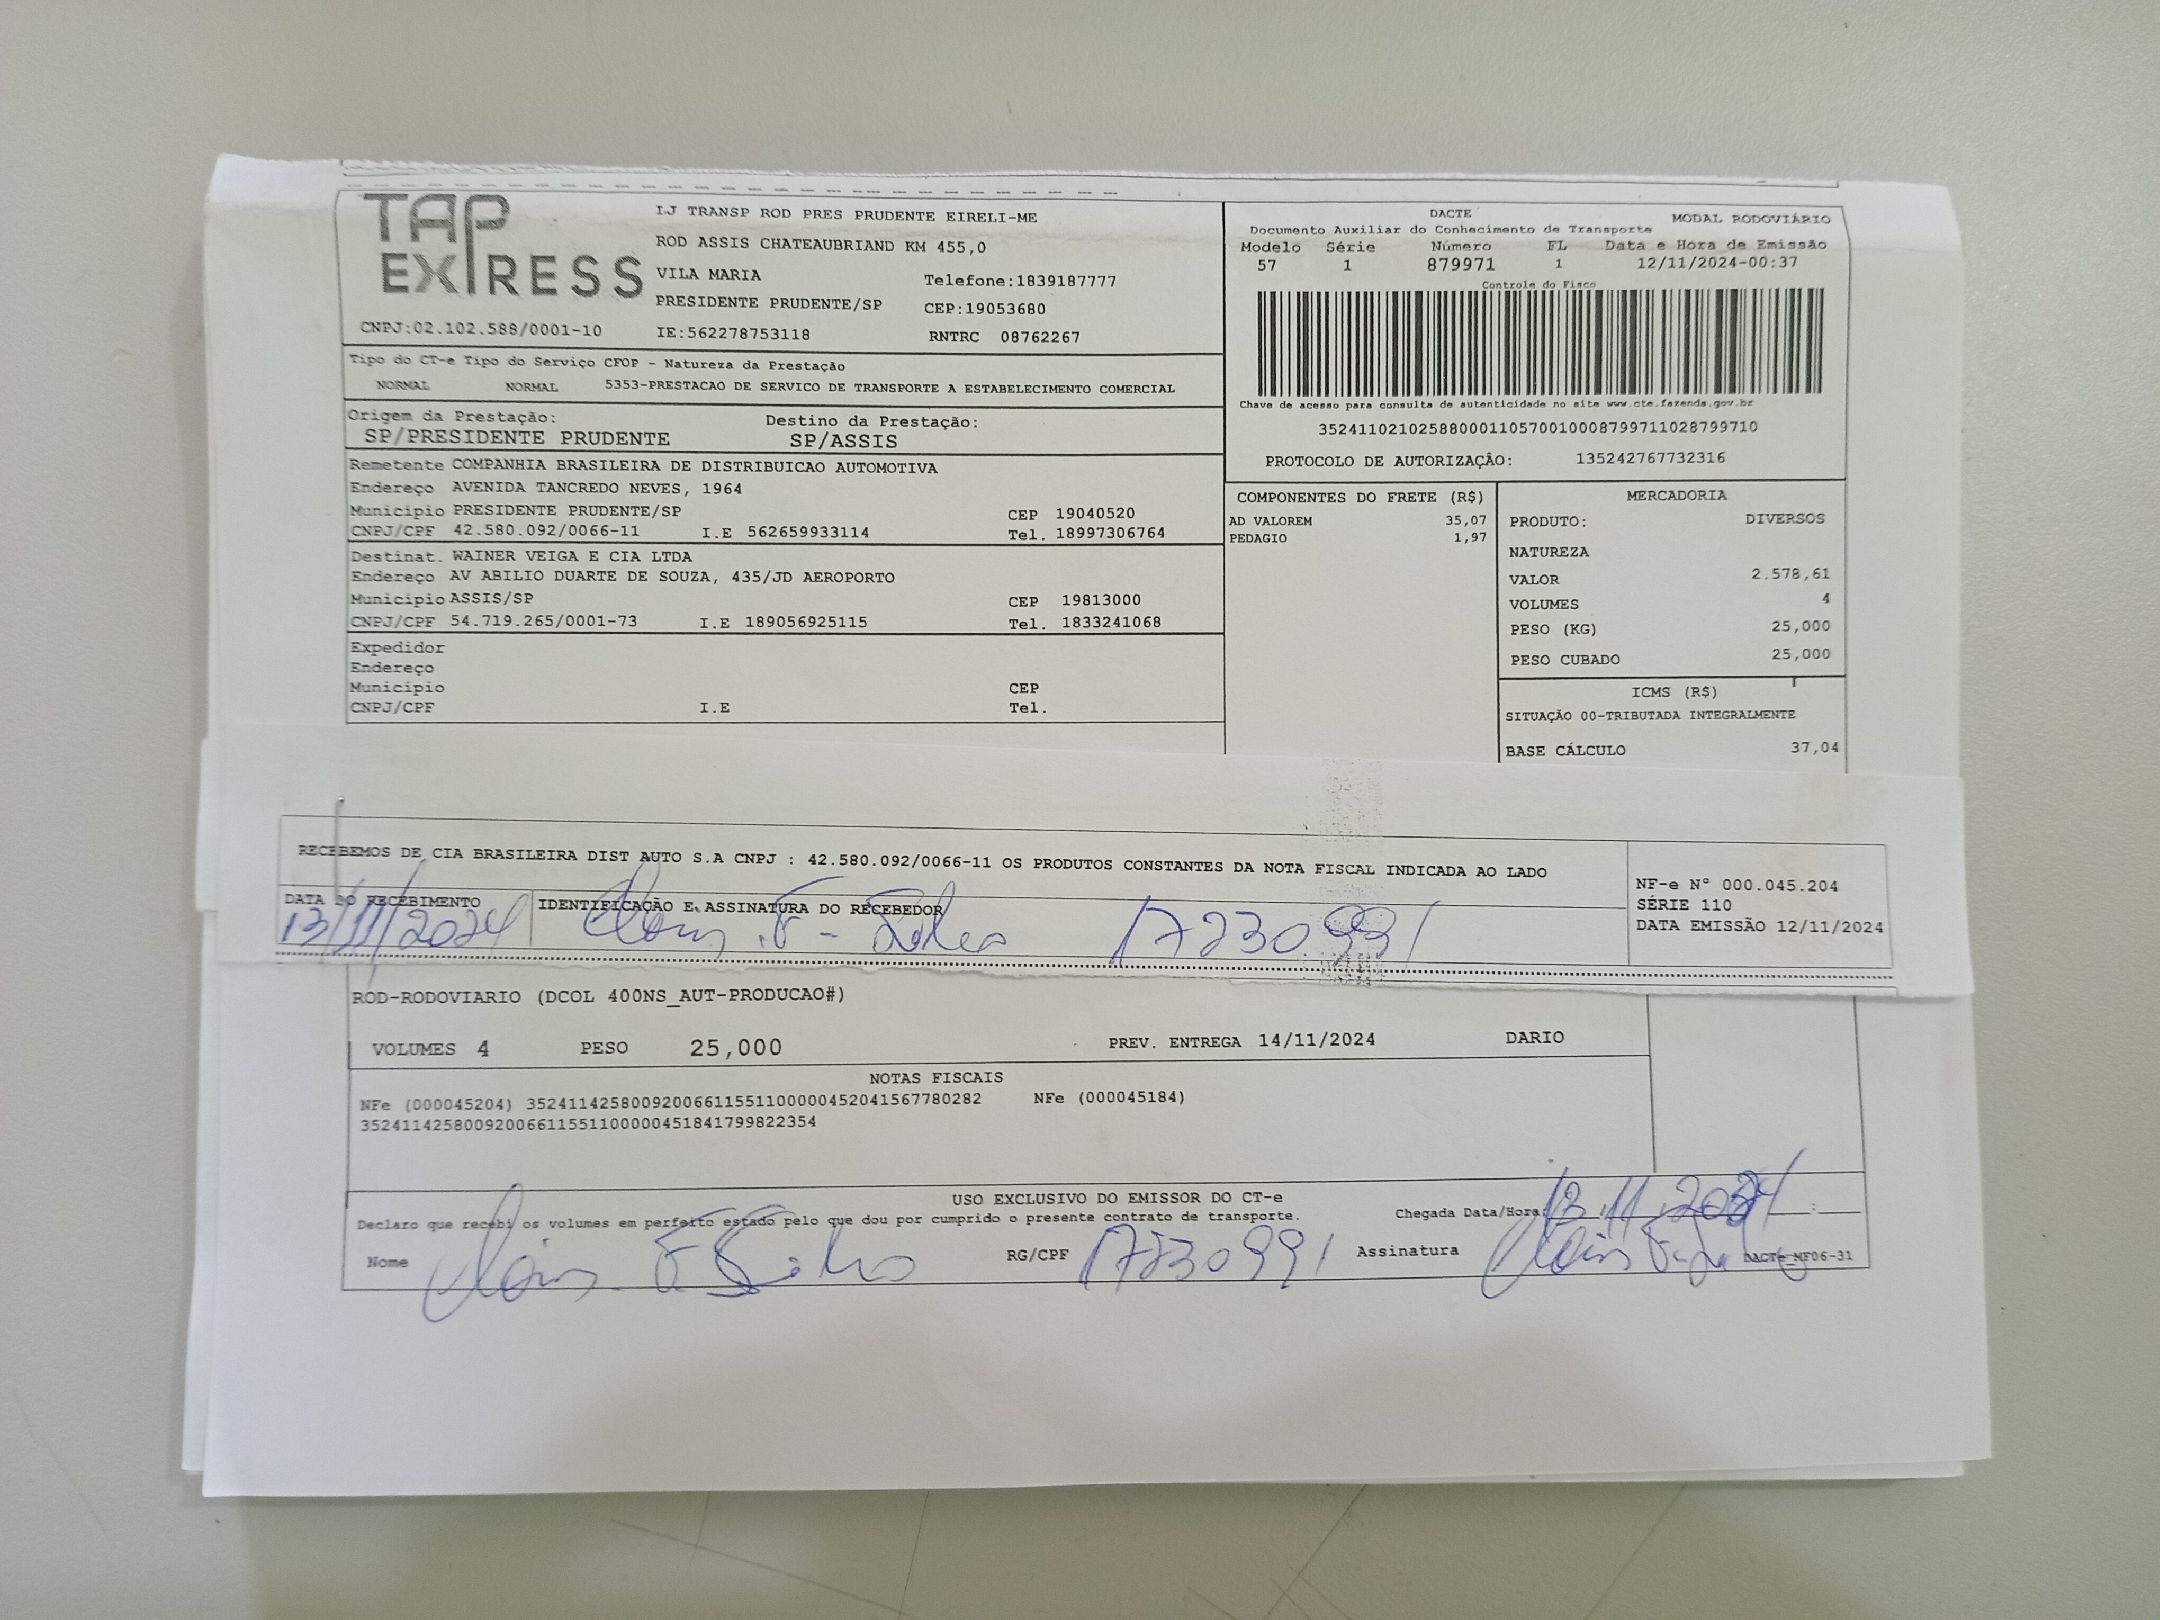 TAP EXPRESS
I.J TRANSP ROD PRES PRUDENTE EIRELI-ME
ROD ASSIS CHATEAUBRIAND KM 455,0
VILA MARIA Telefone:1839187777
PRESIDENTE PRUDENTE/SP CEP:19053680
CNPJ:02.102.588/0001-10 IE:562278753118 RNTRC 08762267
DACTE MODAL RODOVIÁRIO
Documento Auxiliar do Conhecimento de Transporte
Modelo Série Número FL Data e Hora de Emissão
57 1 879971 1 12/11/2024-00:37
Controle do Fisco
Chave de acesso para consulta de autenticidade no site www.cte.fazenda.gov.br
35241102102588000110570010008799711028799710
PROTOCOLO DE AUTORIZAÇÃO: 135242767732316
Tipo do CT-e Tipo do Serviço CFOP - Natureza da Prestação
NORMAL NORMAL 5353-PRESTACAO DE SERVICO DE TRANSPORTE A ESTABELECIMENTO COMERCIAL
Origem da Prestação: Destino da Prestação:
SP/PRESIDENTE PRUDENTE SP/ASSIS
Remetente COMPANHIA BRASILEIRA DE DISTRIBUICAO AUTOMOTIVA
Endereço AVENIDA TANCREDO NEVES, 1964
Municipio PRESIDENTE PRUDENTE/SP CEP 19040520
CNPJ/CPF 42.580.092/0066-11 I.E 562659933114 Tel. 18997306764
Destinat. WAINER VEIGA E CIA LTDA
Endereço AV ABILIO DUARTE DE SOUZA, 435/JD AEROPORTO
Municipio ASSIS/SP CEP 19813000
CNPJ/CPF 54.719.265/0001-73 I.E 189056925115 Tel. 1833241068
Expedidor
Endereço
Municipio CEP
CNPJ/CPF I.E Tel.
COMPONENTES DO FRETE (R$)
AD VALOREM 35,07
PEDAGIO 1,97
MERCADORIA
PRODUTO: DIVERSOS
NATUREZA
VALOR 2.578,61
VOLUMES 4
PESO (KG) 25,000
PESO CUBADO 25,000
ICMS (R$)
SITUAÇÃO 00-TRIBUTADA INTEGRALMENTE
BASE CÁLCULO 37,04
RECEBEMOS DE CIA BRASILEIRA DIST AUTO S.A CNPJ : 42.580.092/0066-11 OS PRODUTOS CONSTANTES DA NOTA FISCAL INDICADA AO LADO
DATA DO RECEBIMENTO IDENTIFICAÇÃO E ASSINATURA DO RECEBEDOR
13/11/2024 17230991
NF-e N° 000.045.204
SÉRIE 110
DATA EMISSÃO 12/11/2024
ROD-RODOVIARIO (DCOL 400NS_AUT-PRODUCAO#)
VOLUMES 4 PESO 25,000 PREV. ENTREGA 14/11/2024 DARIO
NOTAS FISCAIS
NFe (000045204) 35241142580092006611551100000452041567780282 NFe (000045184)
35241142580092006611551100000451841799822354
USO EXCLUSIVO DO EMISSOR DO CT-e
Declaro que recebi os volumes em perfeito estado pelo que dou por cumprido o presente contrato de transporte. Chegada Data/Hora: 13.11.2024
Nome RG/CPF 17230991 Assinatura DACTe_MF06-31